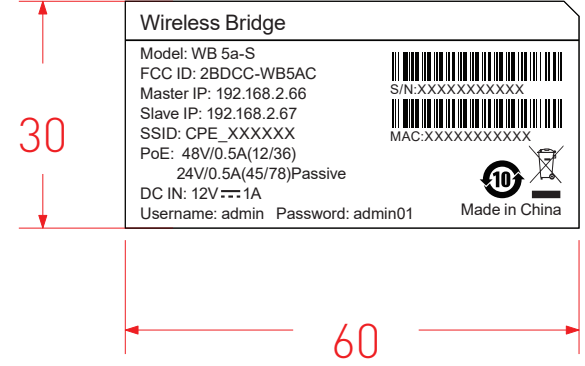 Wireless Bridge
Model: WB 5a-S
FCC ID: 2BDCC-WB5AC
Master IP: 192.168.2.66
Slave IP: 192.168.2.67
SSID: CPE_XXXXXX
PoE: 48V/0.5A(12/36)
24V/0.5A(45/78)Passive
DC IN: 12V⎓1A
Username: admin Password: admin01
S/N:XXXXXXXXXXX
MAC:XXXXXXXXXXX
10
Made in China
30
60